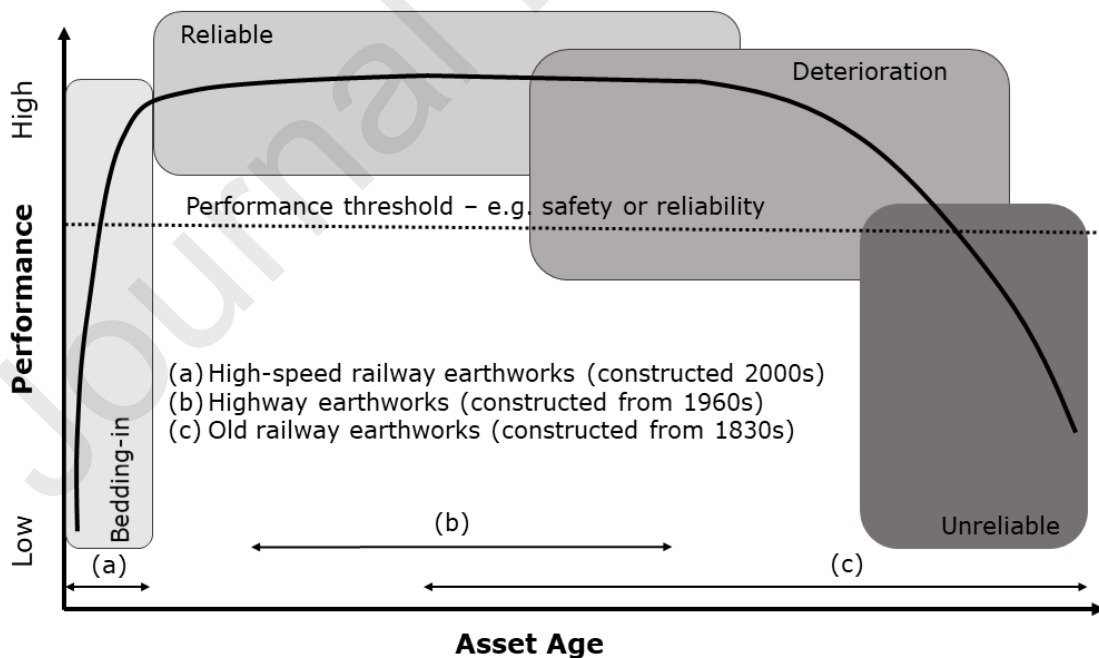 Reliable
Deterioration
High
Performance threshold – e.g. safety or reliability
Performance
(a) High-speed railway earthworks (constructed 2000s)
(b) Highway earthworks (constructed from 1960s)
(c) Old railway earthworks (constructed from 1830s)
Bedding-in
Low
Unreliable
(b)
(a)
(c)
Asset Age
Journal